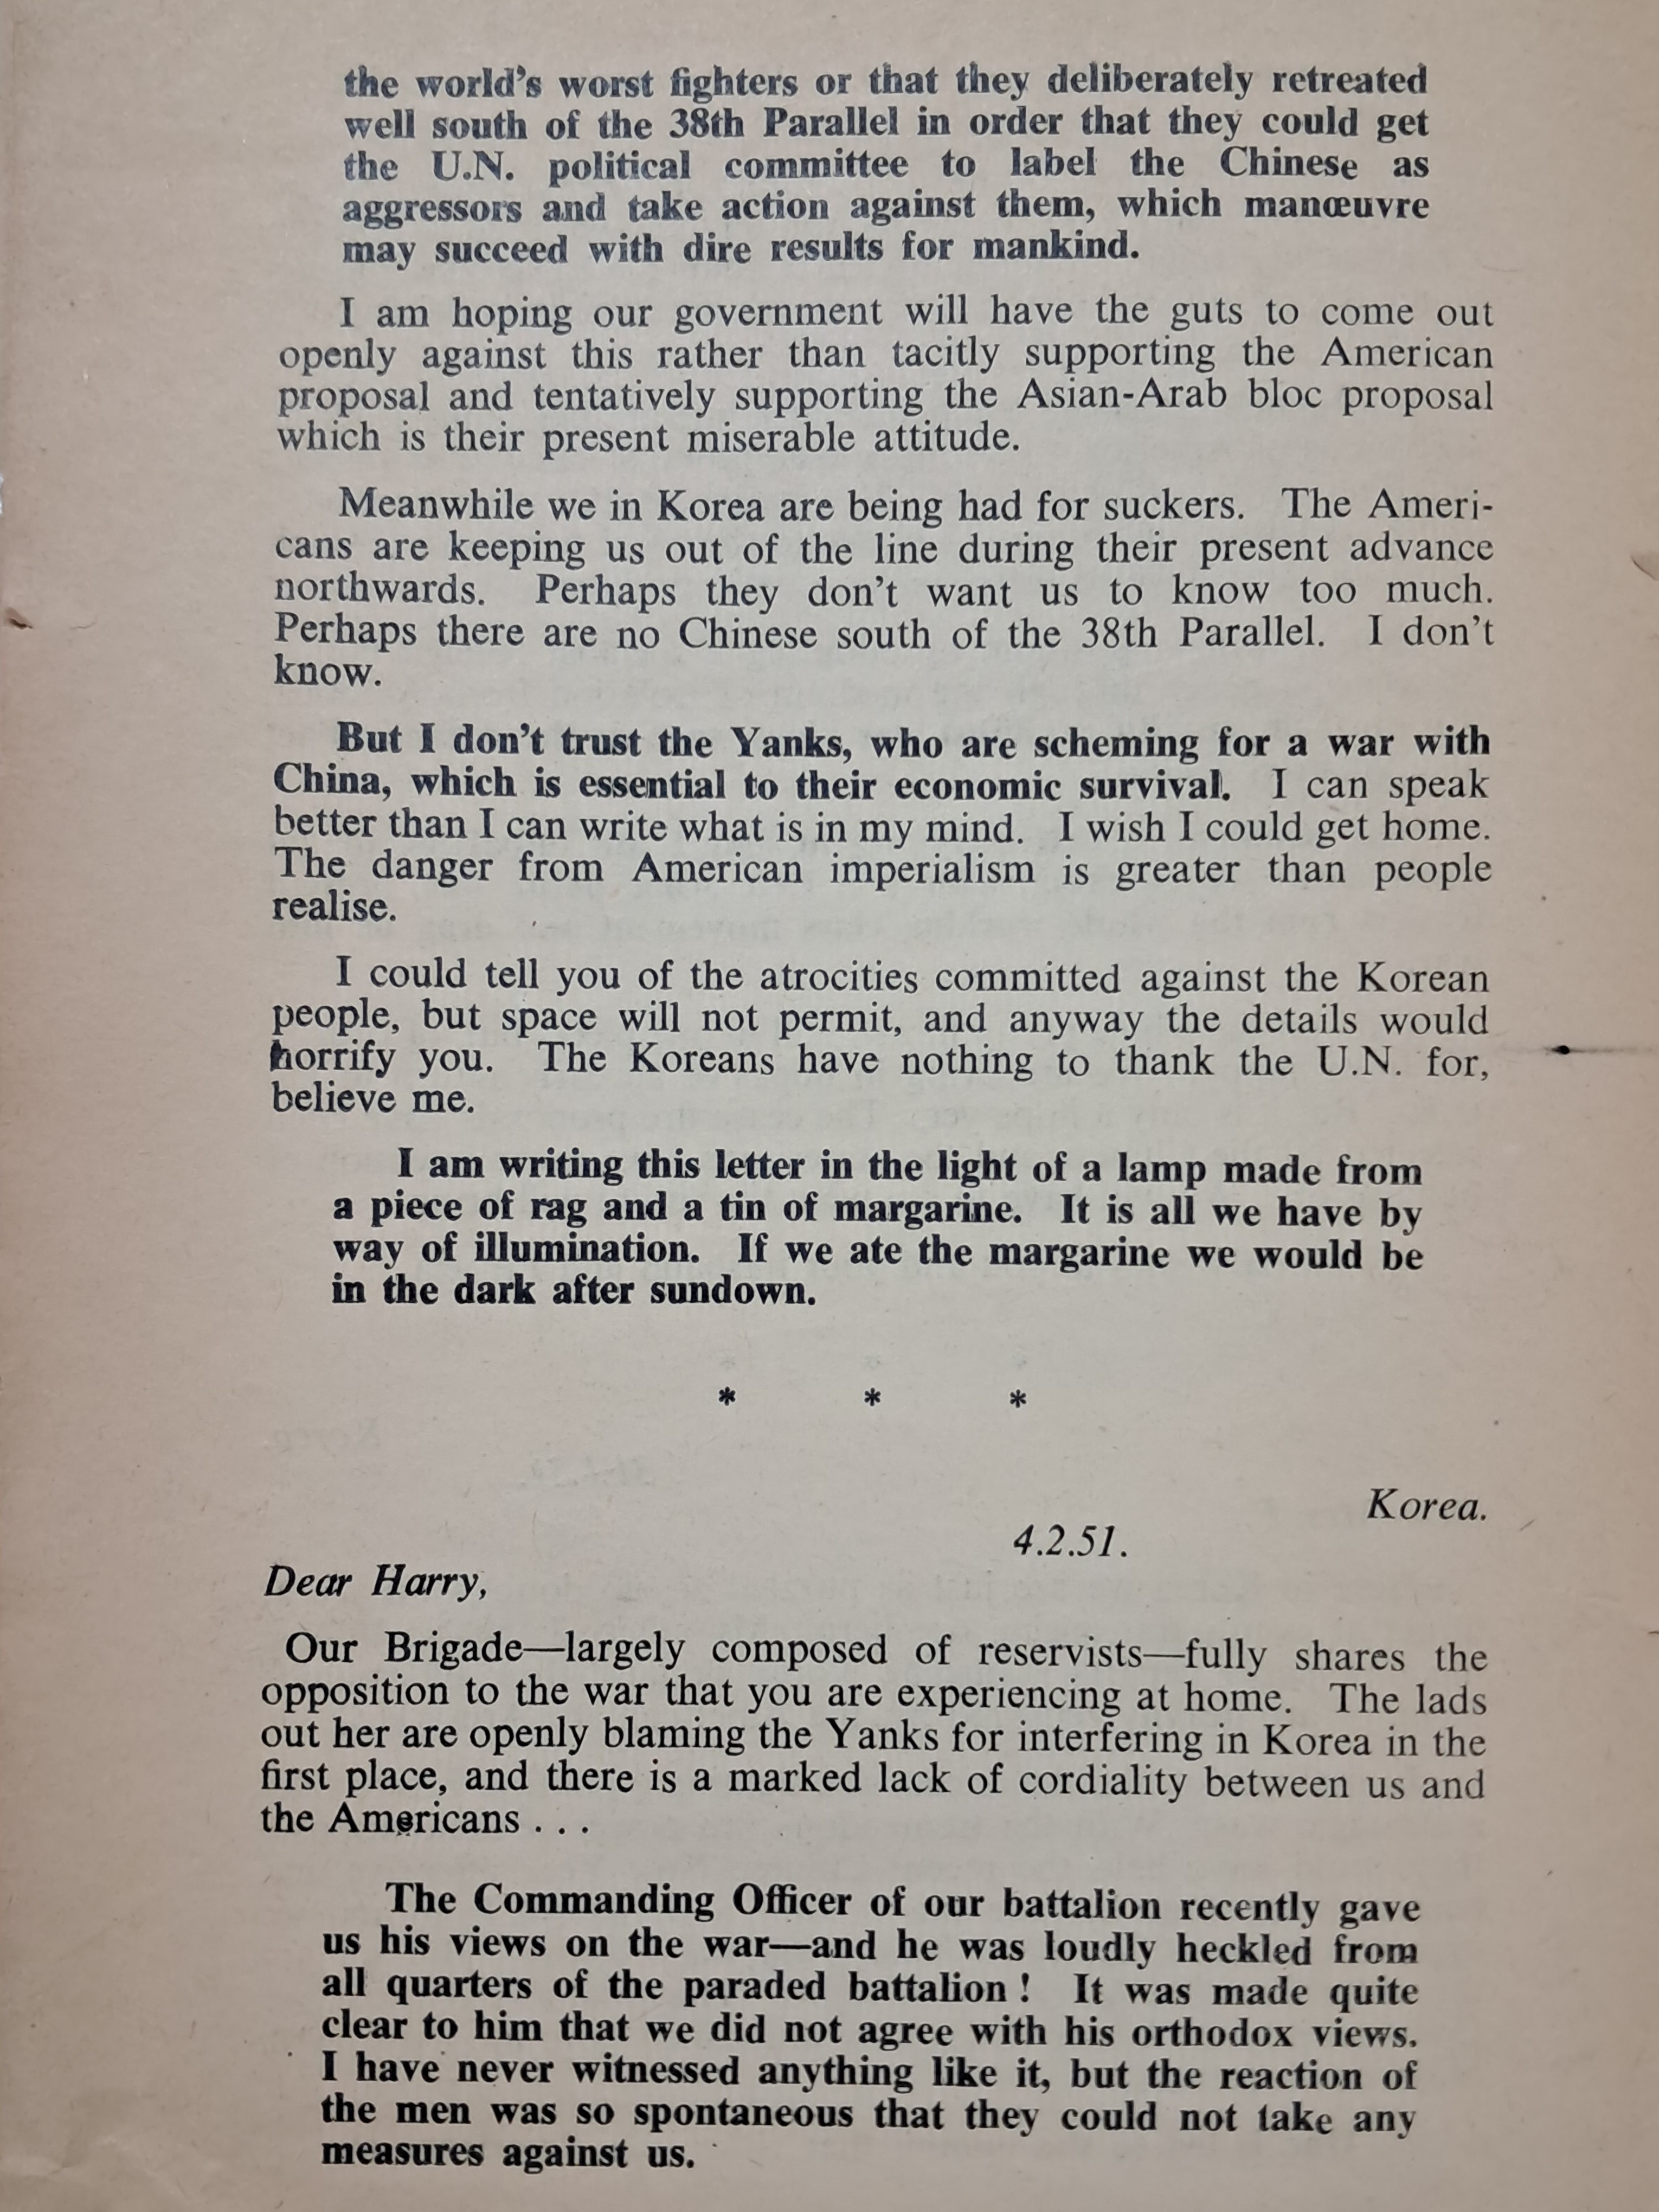 the world's worst fighters or that they deliberately retreated
well south of the 38th Parallel in order that they could get
the U.N. political committee to label the Chinese as
aggressors and take action against them, which manœuvre
may succeed with dire results for mankind.
I am hoping our government will have the guts to come out
openly against this rather than tacitly supporting the American
proposal and tentatively supporting the Asian-Arab bloc proposal
which is their present miserable attitude.
Meanwhile we in Korea are being had for suckers. The Ameri-
cans are keeping us out of the line during their present advance
northwards. Perhaps they don't want us to know too much.
Perhaps there are no Chinese south of the 38th Parallel. I don't
know.
But I don't trust the Yanks, who are scheming for a war with
China, which is essential to their economic survival. I can speak
better than I can write what is in my mind. I wish I could get home.
The danger from American imperialism is greater than people
realise.
I could tell you of the atrocities committed against the Korean
people, but space will not permit, and anyway the details would
horrify you. The Koreans have nothing to thank the U.N. for,
believe me.
I am writing this letter in the light of a lamp made from
a piece of rag and a tin of margarine. It is all we have by
way of illumination. If we ate the margarine we would be
in the dark after sundown.
* * *
Korea.
4.2.51.
Dear Harry,
Our Brigade—largely composed of reservists—fully shares the
opposition to the war that you are experiencing at home. The lads
out her are openly blaming the Yanks for interfering in Korea in the
first place, and there is a marked lack of cordiality between us and
the Americans . . .
The Commanding Officer of our battalion recently gave
us his views on the war—and he was loudly heckled from
all quarters of the paraded battalion ! It was made quite
clear to him that we did not agree with his orthodox views.
I have never witnessed anything like it, but the reaction of
the men was so spontaneous that they could not take any
measures against us.